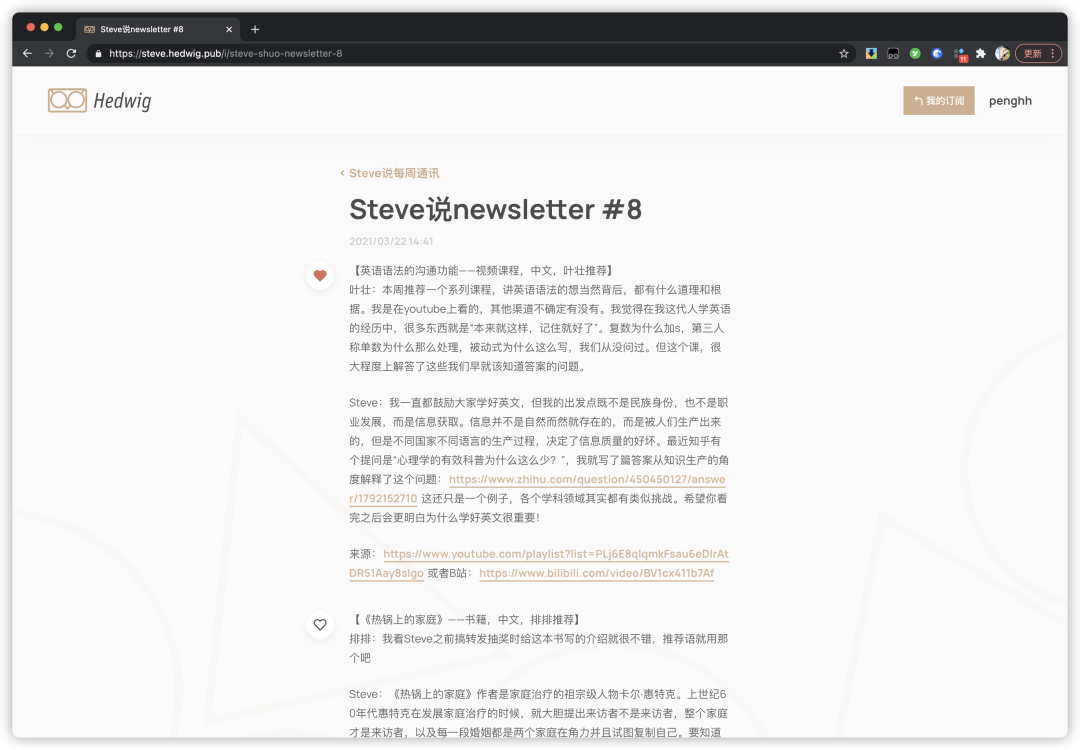 Steve说newsletter #8
https://steve.hedwig.pub/i/steve-shuo-newsletter-8
11
更新
Hedwig
我的订阅
penghh
Steve说每周通讯
Steve说newsletter #8
2021/03/22 14:41
【英语语法的沟通功能——视频课程，中文，叶壮推荐】
叶壮：本周推荐一个系列课程，讲英语语法的想当然背后，都有什么道理和根
据。我是在youtube上看的，其他渠道不确定有没有。我觉得在我这代人学英语
的经历中，很多东西就是“本来就这样，记住就好了”。复数为什么加s，第三人
称单数为什么那么处理，被动式为什么这么写，我们从没问过。但这个课，很
大程度上解答了这些我们早就该知道答案的问题。
Steve：我一直都鼓励大家学好英文，但我的出发点既不是民族身份，也不是职
业发展，而是信息获取。信息并不是自然而然就存在的，而是被人们生产出来
的，但是不同国家不同语言的生产过程，决定了信息质量的好坏。最近知乎有
个提问是“心理学的有效科普为什么这么少？”，我就写了篇答案从知识生产的角
度解释了这个问题：https://www.zhihu.com/question/450450127/answe
r/1792152710 这还只是一个例子，各个学科领域其实都有类似挑战。希望你看
完之后会更明白为什么学好英文很重要！
来源：https://www.youtube.com/playlist?list=PLj6E8qlqmkFsau6eDlrAt
DR51Aay8slgo 或者B站：https://www.bilibili.com/video/BV1cx411b7Af
【《热锅上的家庭》——书籍，中文，排排推荐】
排排：我看Steve之前搞转发抽奖时给这本书写的介绍就很不错，推荐语就用那
个吧
Steve：《热锅上的家庭》作者是家庭治疗的祖宗级人物卡尔·惠特克。上世纪6
0年代惠特克在发展家庭治疗的时候，就大胆提出来访者不是来访者，整个家庭
才是来访者，以及每一段婚姻都是两个家庭在角力并且试图复制自己。要知道